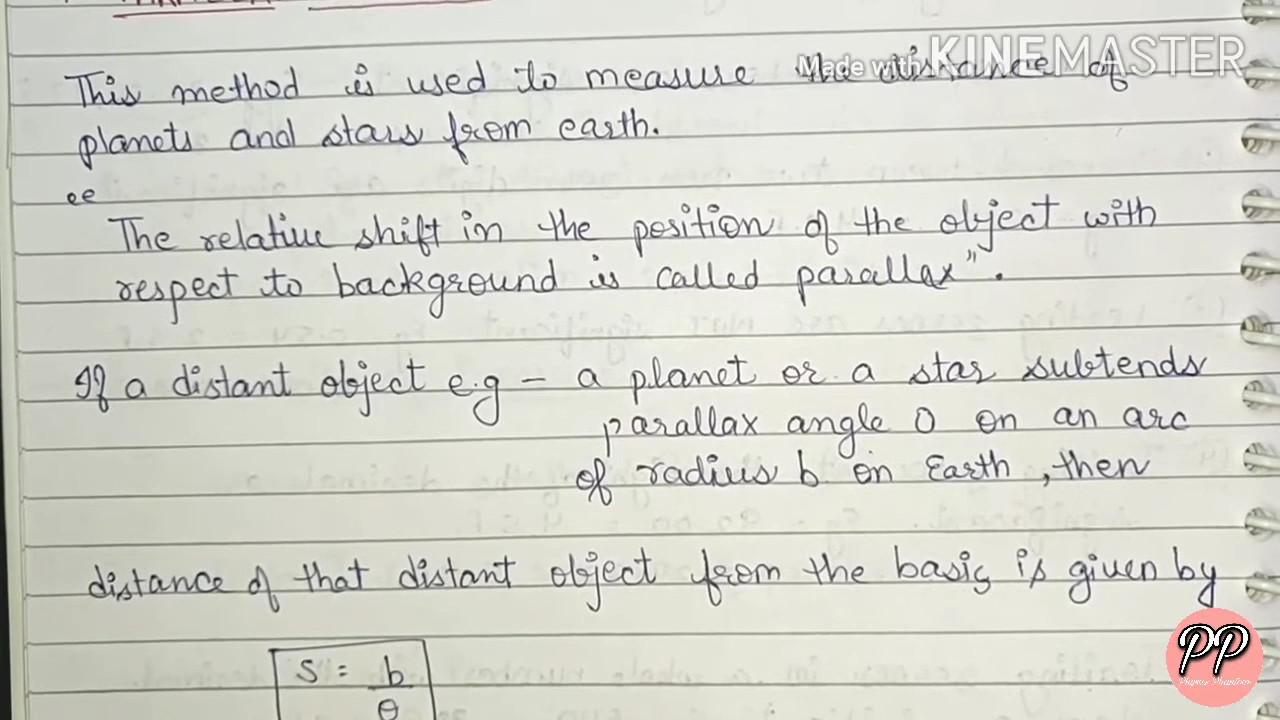 Made with KINEMASTER
This method is used to measure the distance of
planets and stars from earth.
ee
The relative shift in the position of the object with
respect to background is called parallax".
If a distant object e.g - a planet or a star subtends
parallax angle O on an arc
of radius b on Earth, then
distance of that distant object from the basis is given by
S = b
θ
PP
Physics Phantom